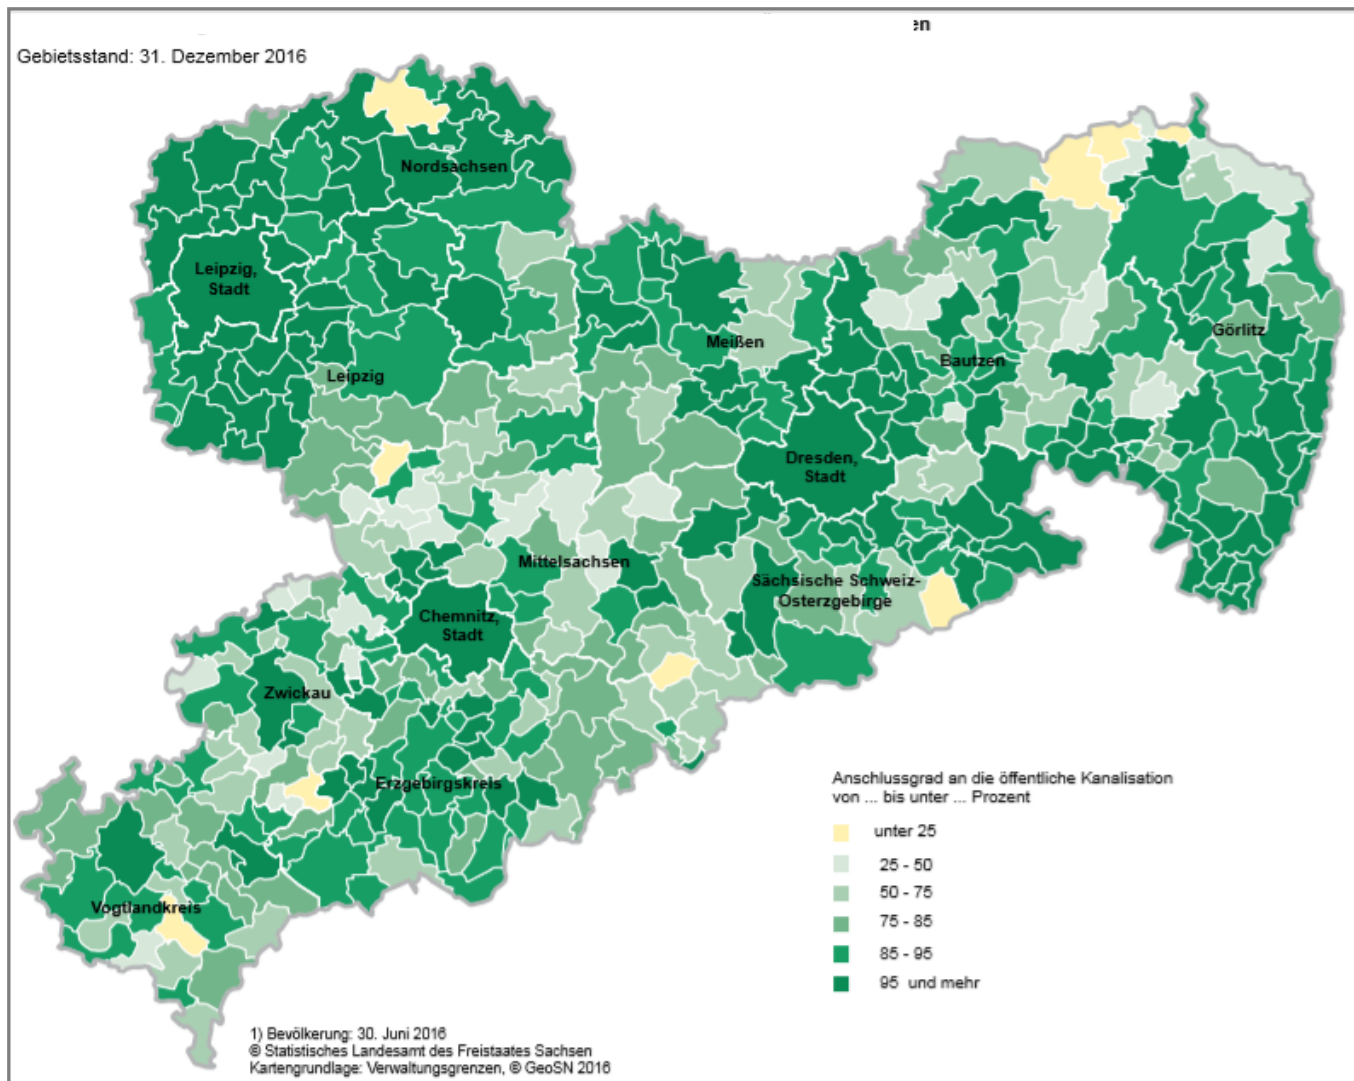 en
Gebietsstand: 31. Dezember 2016
Nordsachsen
Leipzig,
Stadt
Görlitz
Meißen
Bautzen
Leipzig
Dresden,
Stadt
Mittelsachsen
Sächsische Schweiz-
Osterzgebirge
Chemnitz,
Stadt
Zwickau
Erzgebirgskreis
Vogtlandkreis
Anschlussgrad an die öffentliche Kanalisation
von ... bis unter ... Prozent
unter 25
25 - 50
50 - 75
75 - 85
85 - 95
95 und mehr
1) Bevölkerung: 30. Juni 2016
© Statistisches Landesamt des Freistaates Sachsen
Kartengrundlage: Verwaltungsgrenzen, © GeoSN 2016